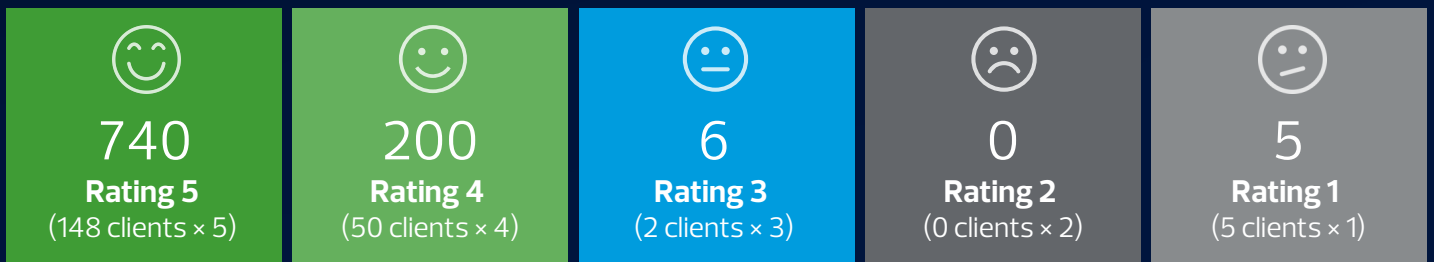 740
Rating 5
(148 clients × 5)
200
Rating 4
(50 clients × 4)
6
Rating 3
(2 clients × 3)
0
Rating 2
(0 clients × 2)
5
Rating 1
(5 clients × 1)